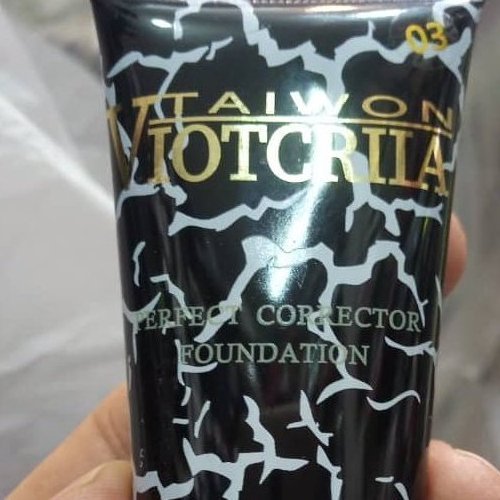 03
TAIWON
VIOTCRIIA
PERFECT CORRECTOR
FOUNDATION